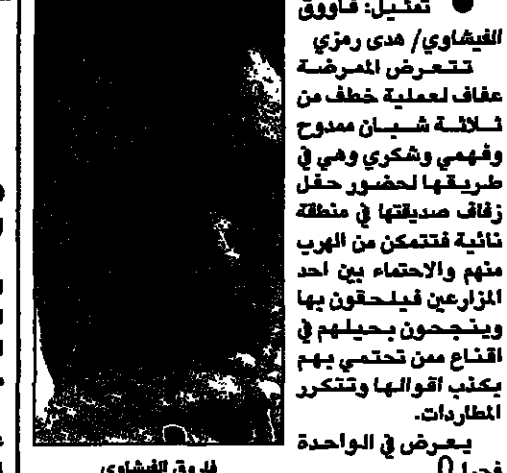 ● تمثيل: فاروق
الفيشاوي/ هدى رمزي
تتعرض الممرضة
عفاف لعملية خطف من
ثلاثة شبان ممدوح
وفهمي وشكري وهي في
طريقها لحضور حفل
زفاف صديقتها في منطقة
نائية فتتمكن من الهرب
منهم والاحتماء بين احد
المزارعين فيلحقون بها
وينجحون بحيلهم في
اقناع من تحتمي بهم
بكذب اقوالها وتتكرر
المطاردات.
يعرض في الواحدة
فاروق الفيشاوي